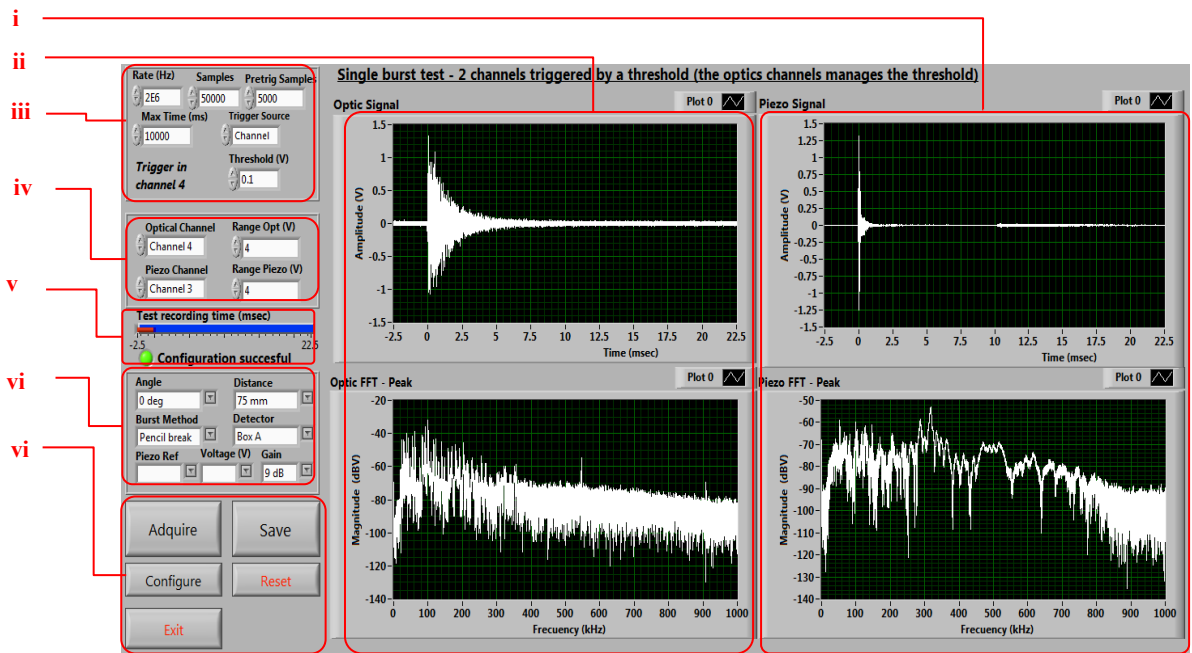 i
ii
iii
iv
v
vi
vi
Single burst test - 2 channels triggered by a threshold (the optics channels manages the threshold)
Rate (Hz) Samples Pretrig Samples
2E6 50000 5000
Max Time (ms) Trigger Source
10000 Channel
Trigger in
channel 4
Threshold (V)
0.1
Optical Channel Range Opt (V)
Channel 4 4
Piezo Channel Range Piezo (V)
Channel 3 4
Test recording time (msec)
-2.5 22.5
Configuration succesful
Angle Distance
0 deg 75 mm
Burst Method Detector
Pencil break Box A
Piezo Ref Voltage (V) Gain
9 dB
Adquire Save
Configure Reset
Exit
Optic Signal Plot 0
Amplitude (V)
1.5
1
0.5
0
-0.5
-1
-1.5
-2.5 0 2.5 5 7.5 10 12.5 15 17.5 20 22.5
Time (msec)
Piezo Signal Plot 0
Amplitude (V)
1.5
1.25
1
0.75
0.5
0.25
0
-0.25
-0.5
-0.75
-1
-1.25
-1.5
-2.5 0 2.5 5 7.5 10 12.5 15 17.5 20 22.5
Time (msec)
Optic FFT - Peak Plot 0
Magnitude (dBV)
-20
-40
-60
-80
-100
-120
-140
0 100 200 300 400 500 600 700 800 900 1000
Frecuency (kHz)
Piezo FFT - Peak Plot 0
Magnitude (dBV)
-50
-60
-70
-80
-90
-100
-110
-120
-130
-140
0 100 200 300 400 500 600 700 800 900 1000
Frecuency (kHz)